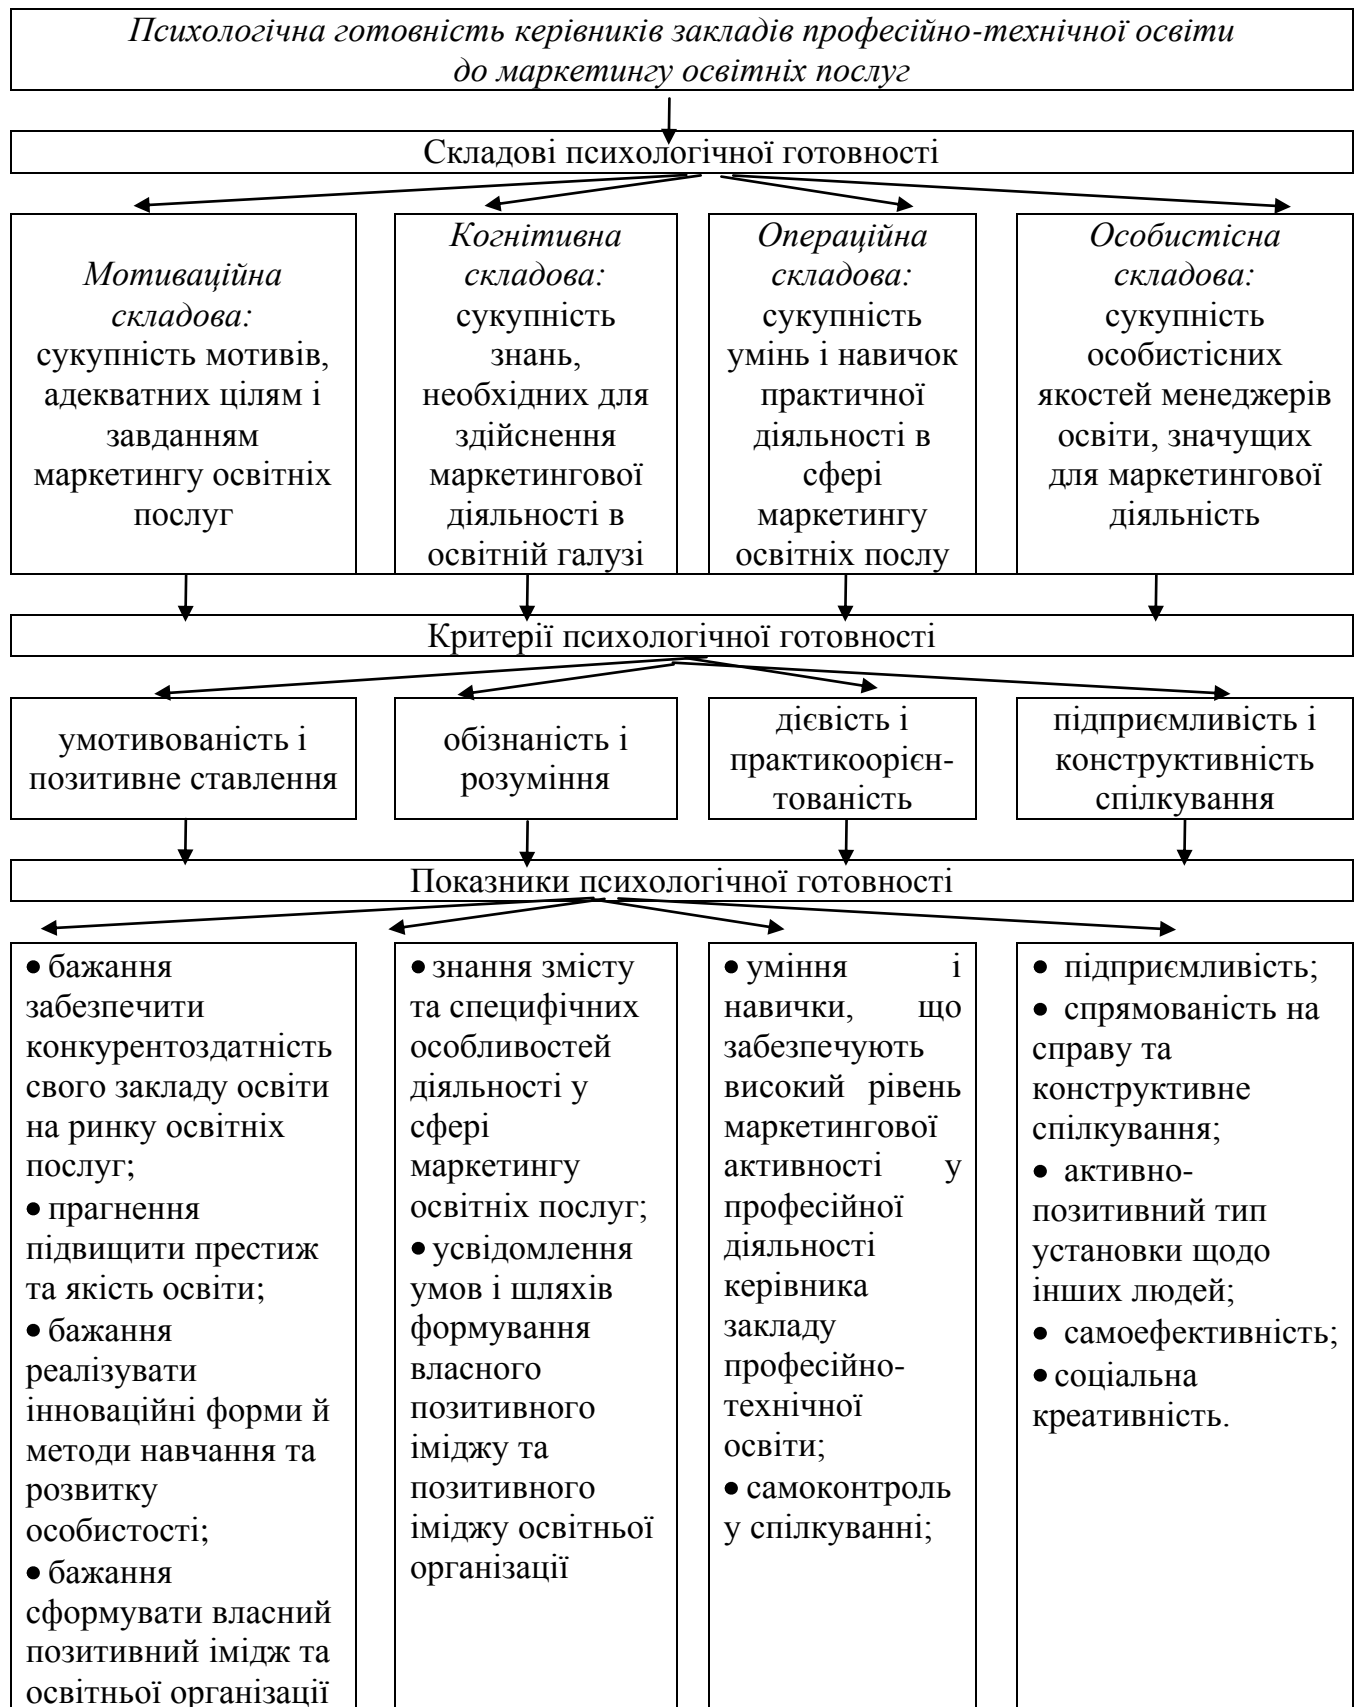 Психологічна готовність керівників закладів професійно-технічної освіти
до маркетингу освітніх послуг
Складові психологічної готовності
Мотиваційна
складова:
сукупність мотивів,
адекватних цілям і
завданням
маркетингу освітніх
послуг
Когнітивна
складова:
сукупність
знань,
необхідних для
здійснення
маркетингової
діяльності в
освітній галузі
Операційна
складова:
сукупність
умінь і навичок
практичної
діяльності в
сфері
маркетингу
освітніх послу
Особистісна
складова:
сукупність
особистісних
якостей менеджерів
освіти, значущих
для маркетингової
діяльність
Критерії психологічної готовності
умотивованість і
позитивне ставлення
обізнаність і
розуміння
дієвість і
практикоорієн-
тованість
підприємливість і
конструктивність
спілкування
Показники психологічної готовності
• бажання
забезпечити
конкурентоздатність
свого закладу освіти
на ринку освітніх
послуг;
• прагнення
підвищити престиж
та якість освіти;
• бажання
реалізувати
інноваційні форми й
методи навчання та
розвитку
особистості;
• бажання
сформувати власний
позитивний імідж та
освітньої організації
• знання змісту
та специфічних
особливостей
діяльності у
сфері
маркетингу
освітніх послуг;
• усвідомлення
умов і шляхів
формування
власного
позитивного
іміджу та
позитивного
іміджу освітньої
організації
• уміння і
навички, що
забезпечують
високий рівень
маркетингової
активності у
професійної
діяльності
керівника
закладу
професійно-
технічної
освіти;
• самоконтроль
у спілкуванні;
• підприємливість;
• спрямованість на
справу та
конструктивне
спілкування;
• активно-
позитивний тип
установки щодо
інших людей;
• самоефективність;
• соціальна
креативність.